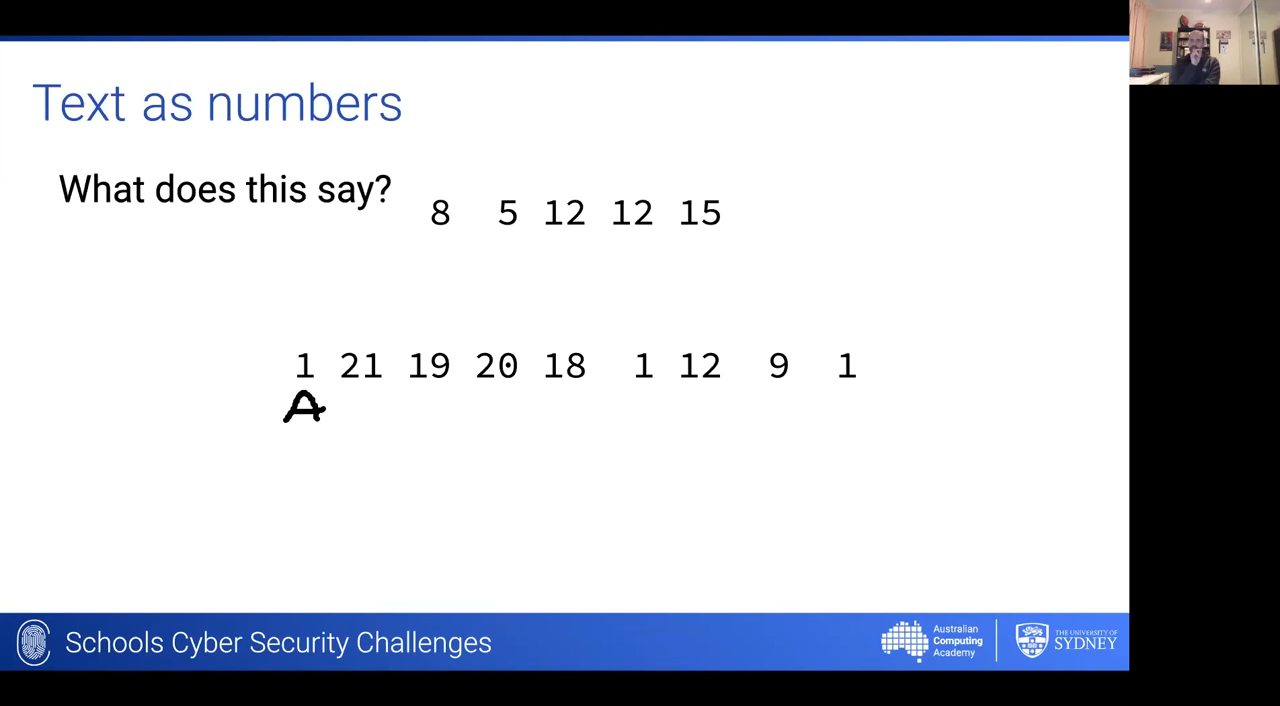 Text as numbers
What does this say?
8 5 12 12 15
1 21 19 20 18 1 12 9 1
A
Schools Cyber Security Challenges
Australian
Computing
Academy
THE UNIVERSITY OF
SYDNEY